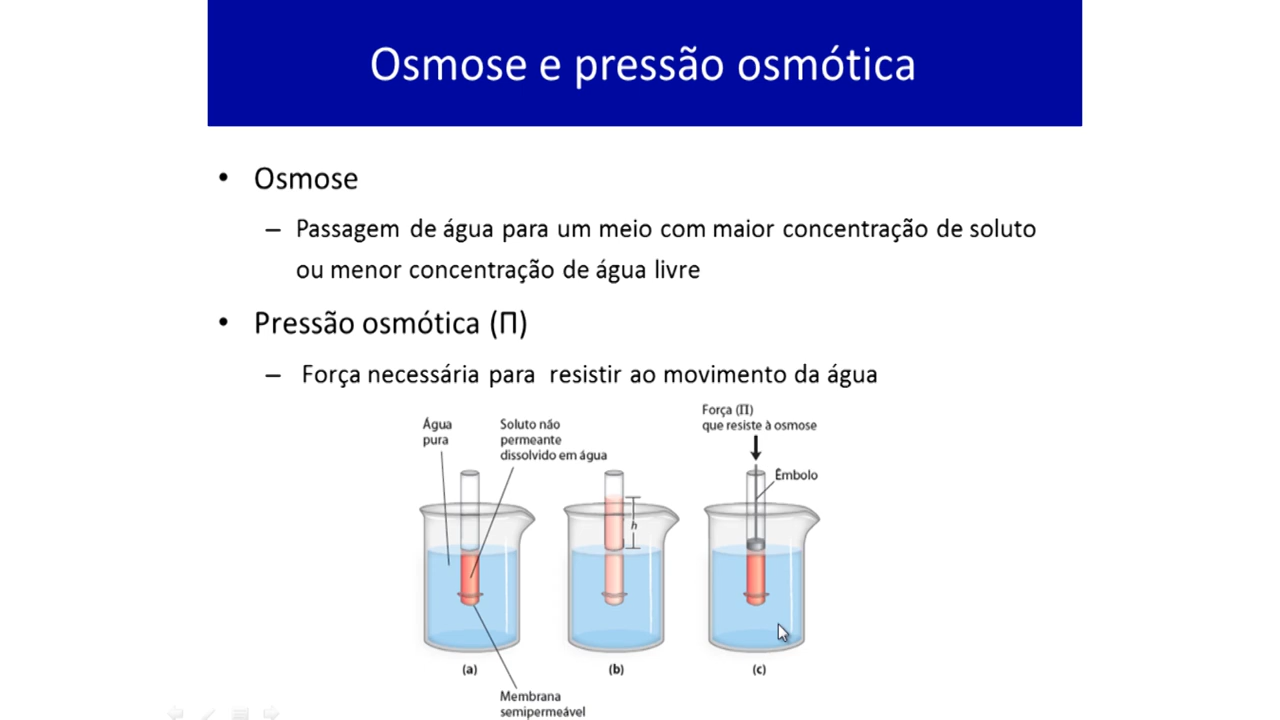 Osmose e pressão osmótica
• Osmose
– Passagem de água para um meio com maior concentração de soluto
ou menor concentração de água livre
• Pressão osmótica (Π)
– Força necessária para resistir ao movimento da água
Água
pura
Soluto não
permeante
dissolvido em água
Força (Π)
que resiste à osmose
Êmbolo
h
(a)
(b)
(c)
Membrana
semipermeável